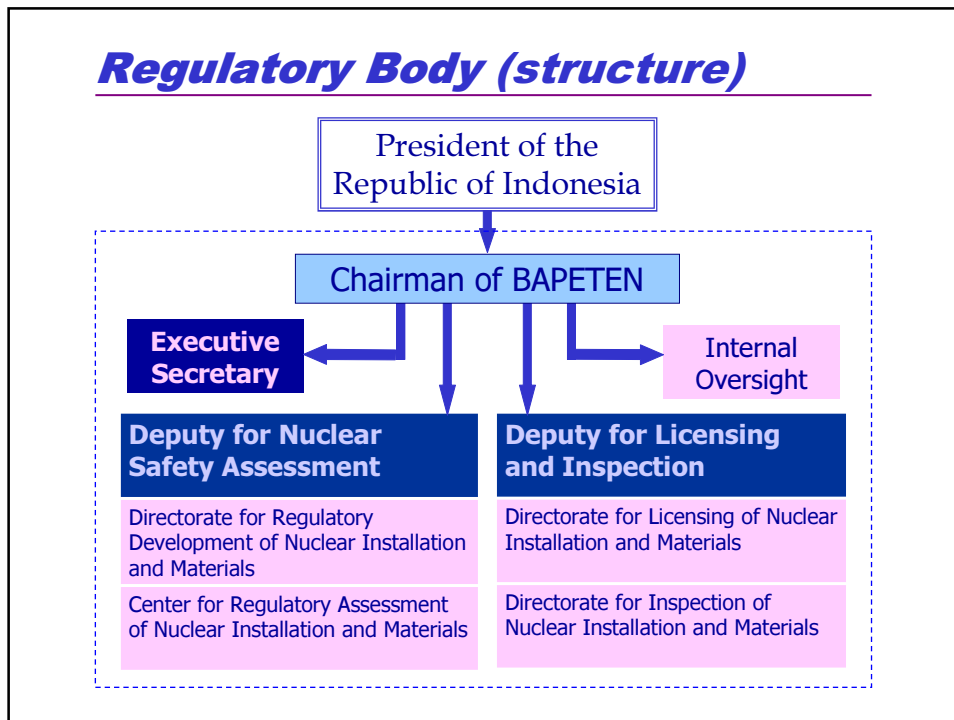 Regulatory Body (structure)
President of the
Republic of Indonesia
Chairman of BAPETEN
Executive
Secretary
Internal
Oversight
Deputy for Nuclear
Safety Assessment
Directorate for Regulatory
Development of Nuclear Installation
and Materials
Center for Regulatory Assessment
of Nuclear Installation and Materials
Deputy for Licensing
and Inspection
Directorate for Licensing of Nuclear
Installation and Materials
Directorate for Inspection of
Nuclear Installation and Materials